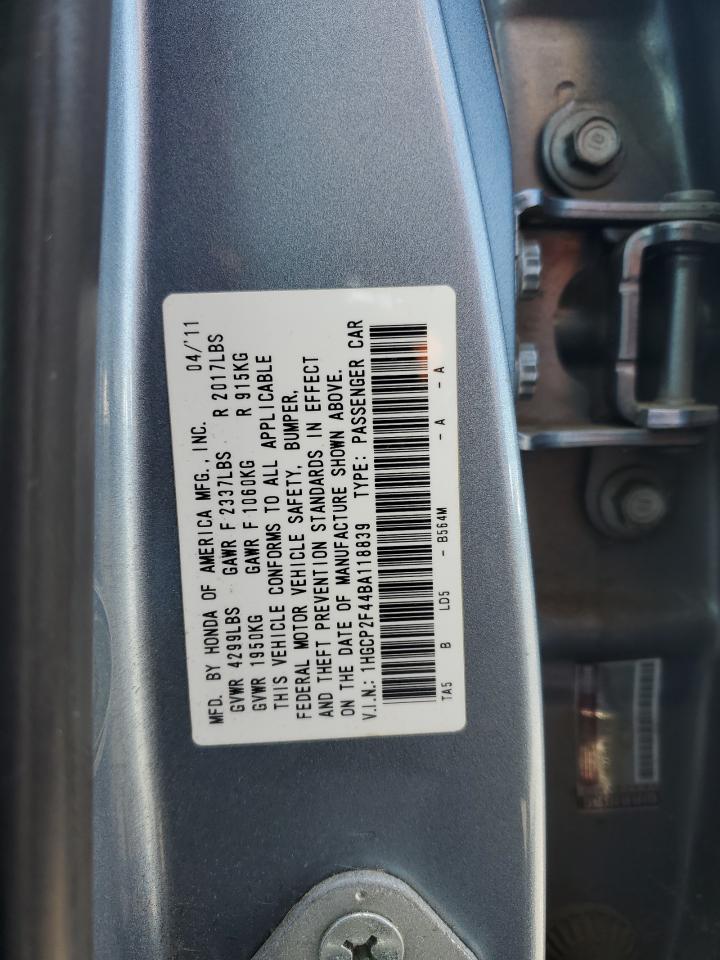 MFD. BY HONDA OF AMERICA MFG., INC. 04/'11
GVWR 4299LBS GAWR F 2337LBS R 2017LBS
GVWR 1950KG GAWR F 1060KG R 915KG
THIS VEHICLE CONFORMS TO ALL APPLICABLE
FEDERAL MOTOR VEHICLE SAFETY, BUMPER,
AND THEFT PREVENTION STANDARDS IN EFFECT
ON THE DATE OF MANUFACTURE SHOWN ABOVE.
V.I.N.: 1HGCP2F44BA118839 TYPE: PASSENGER CAR
TA5 B LD5 - B564M - A - A
10